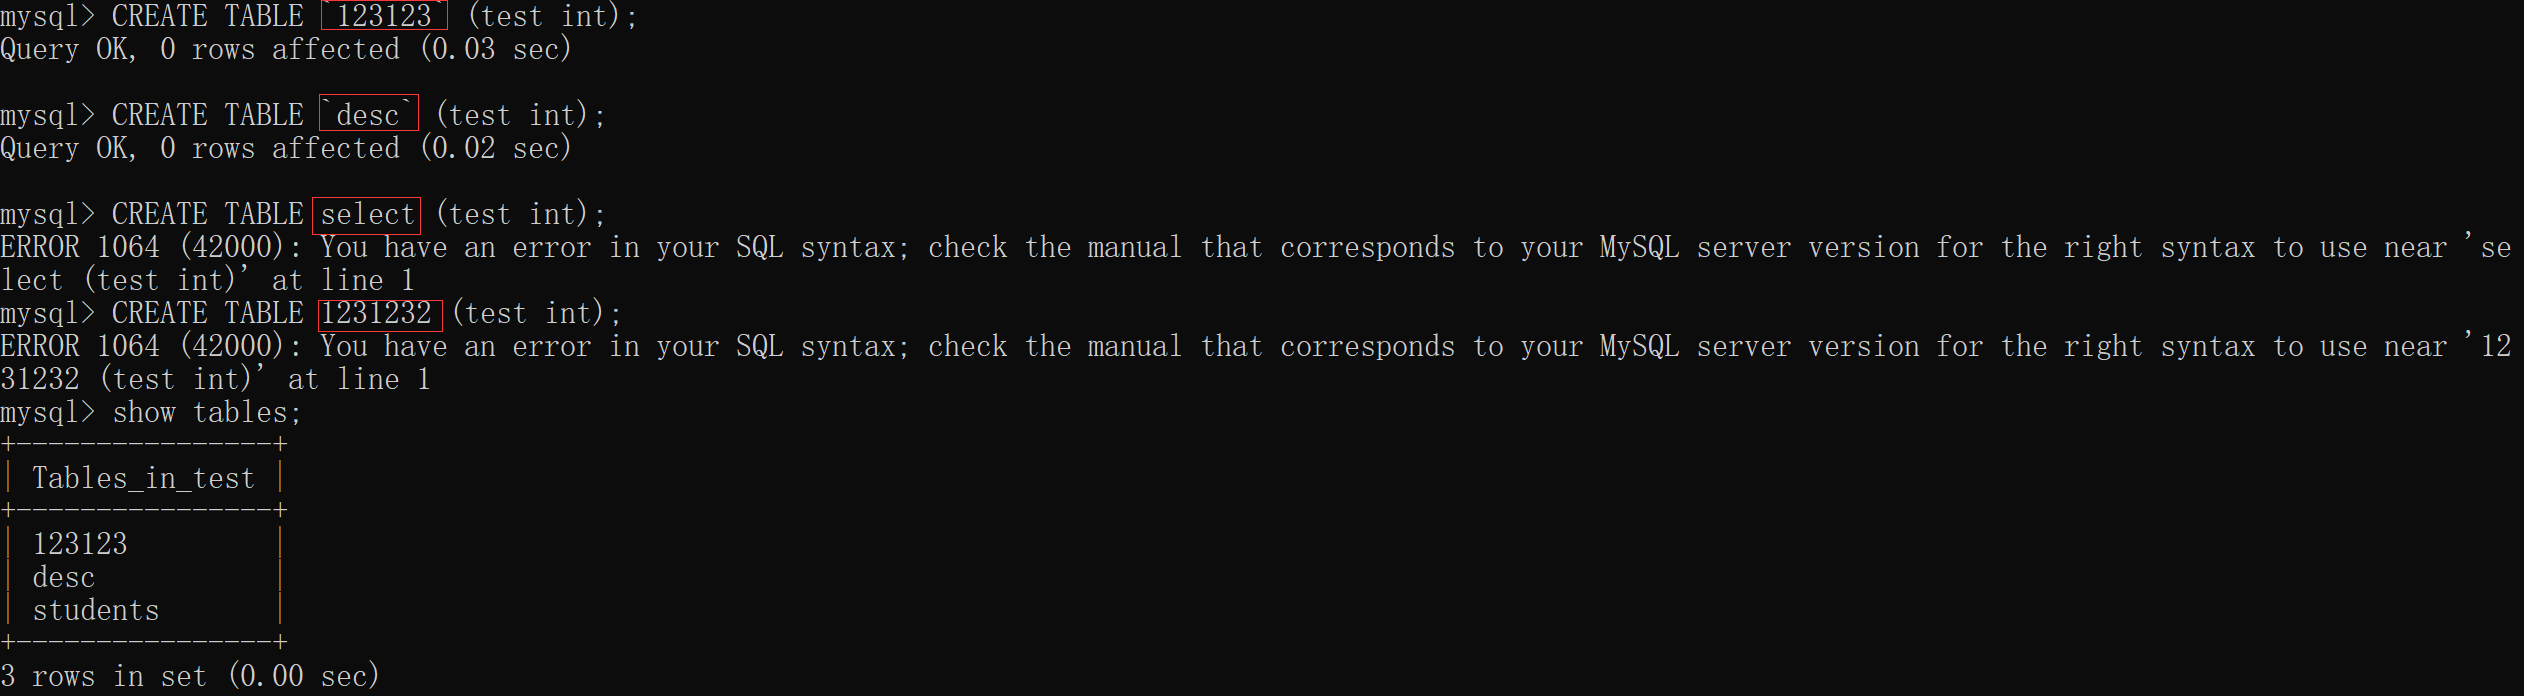 mysql> CREATE TABLE `123123` (test int);
Query OK, 0 rows affected (0.03 sec)
mysql> CREATE TABLE `desc` (test int);
Query OK, 0 rows affected (0.02 sec)
mysql> CREATE TABLE select (test int);
ERROR 1064 (42000): You have an error in your SQL syntax; check the manual that corresponds to your MySQL server version for the right syntax to use near 'se
lect (test int)' at line 1
mysql> CREATE TABLE 1231232 (test int);
ERROR 1064 (42000): You have an error in your SQL syntax; check the manual that corresponds to your MySQL server version for the right syntax to use near '12
31232 (test int)' at line 1
mysql> show tables;
+----------------+
| Tables_in_test |
+----------------+
| 123123         |
| desc           |
| students       |
+----------------+
3 rows in set (0.00 sec)